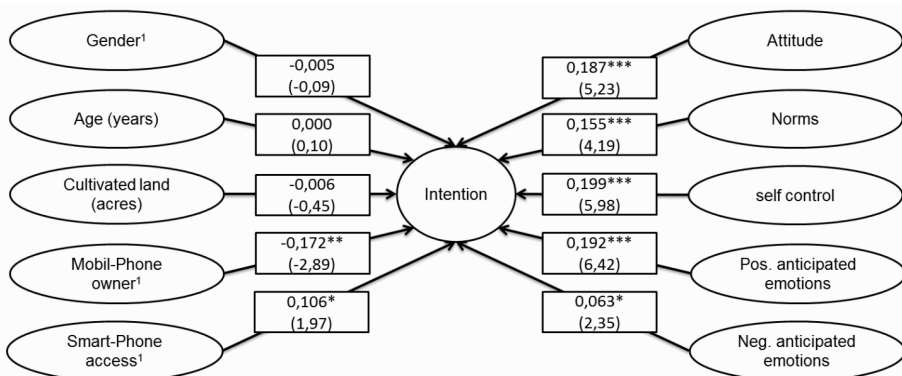 Gender¹
-0,005
(-0,09)
Age (years)
0,000
(0,10)
Cultivated land
(acres)
-0,006
(-0,45)
Mobil-Phone
owner¹
-0,172**
(-2,89)
Smart-Phone
access¹
0,106*
(1,97)
Intention
Attitude
0,187***
(5,23)
Norms
0,155***
(4,19)
self control
0,199***
(5,98)
Pos. anticipated
emotions
0,192***
(6,42)
Neg. anticipated
emotions
0,063*
(2,35)